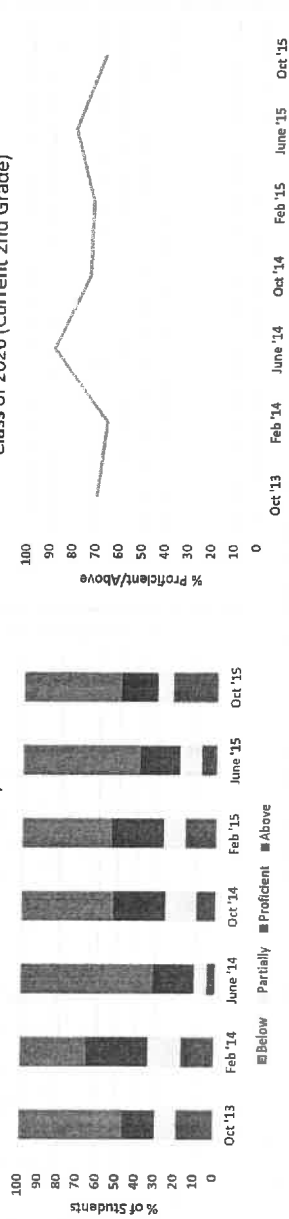 Class of 2026 (Current 2nd Grade)
100
90
80
70
60
50
40
30
20
10
0
% of Students
Oct '13
Feb '14
June '14
Oct '14
Feb '15
June '15
Oct '15
Below
Partially
Proficient
Above
100
90
80
70
60
50
40
30
20
10
0
% Proficient/Above
Oct '13
Feb '14
June '14
Oct '14
Feb '15
June '15
Oct '15